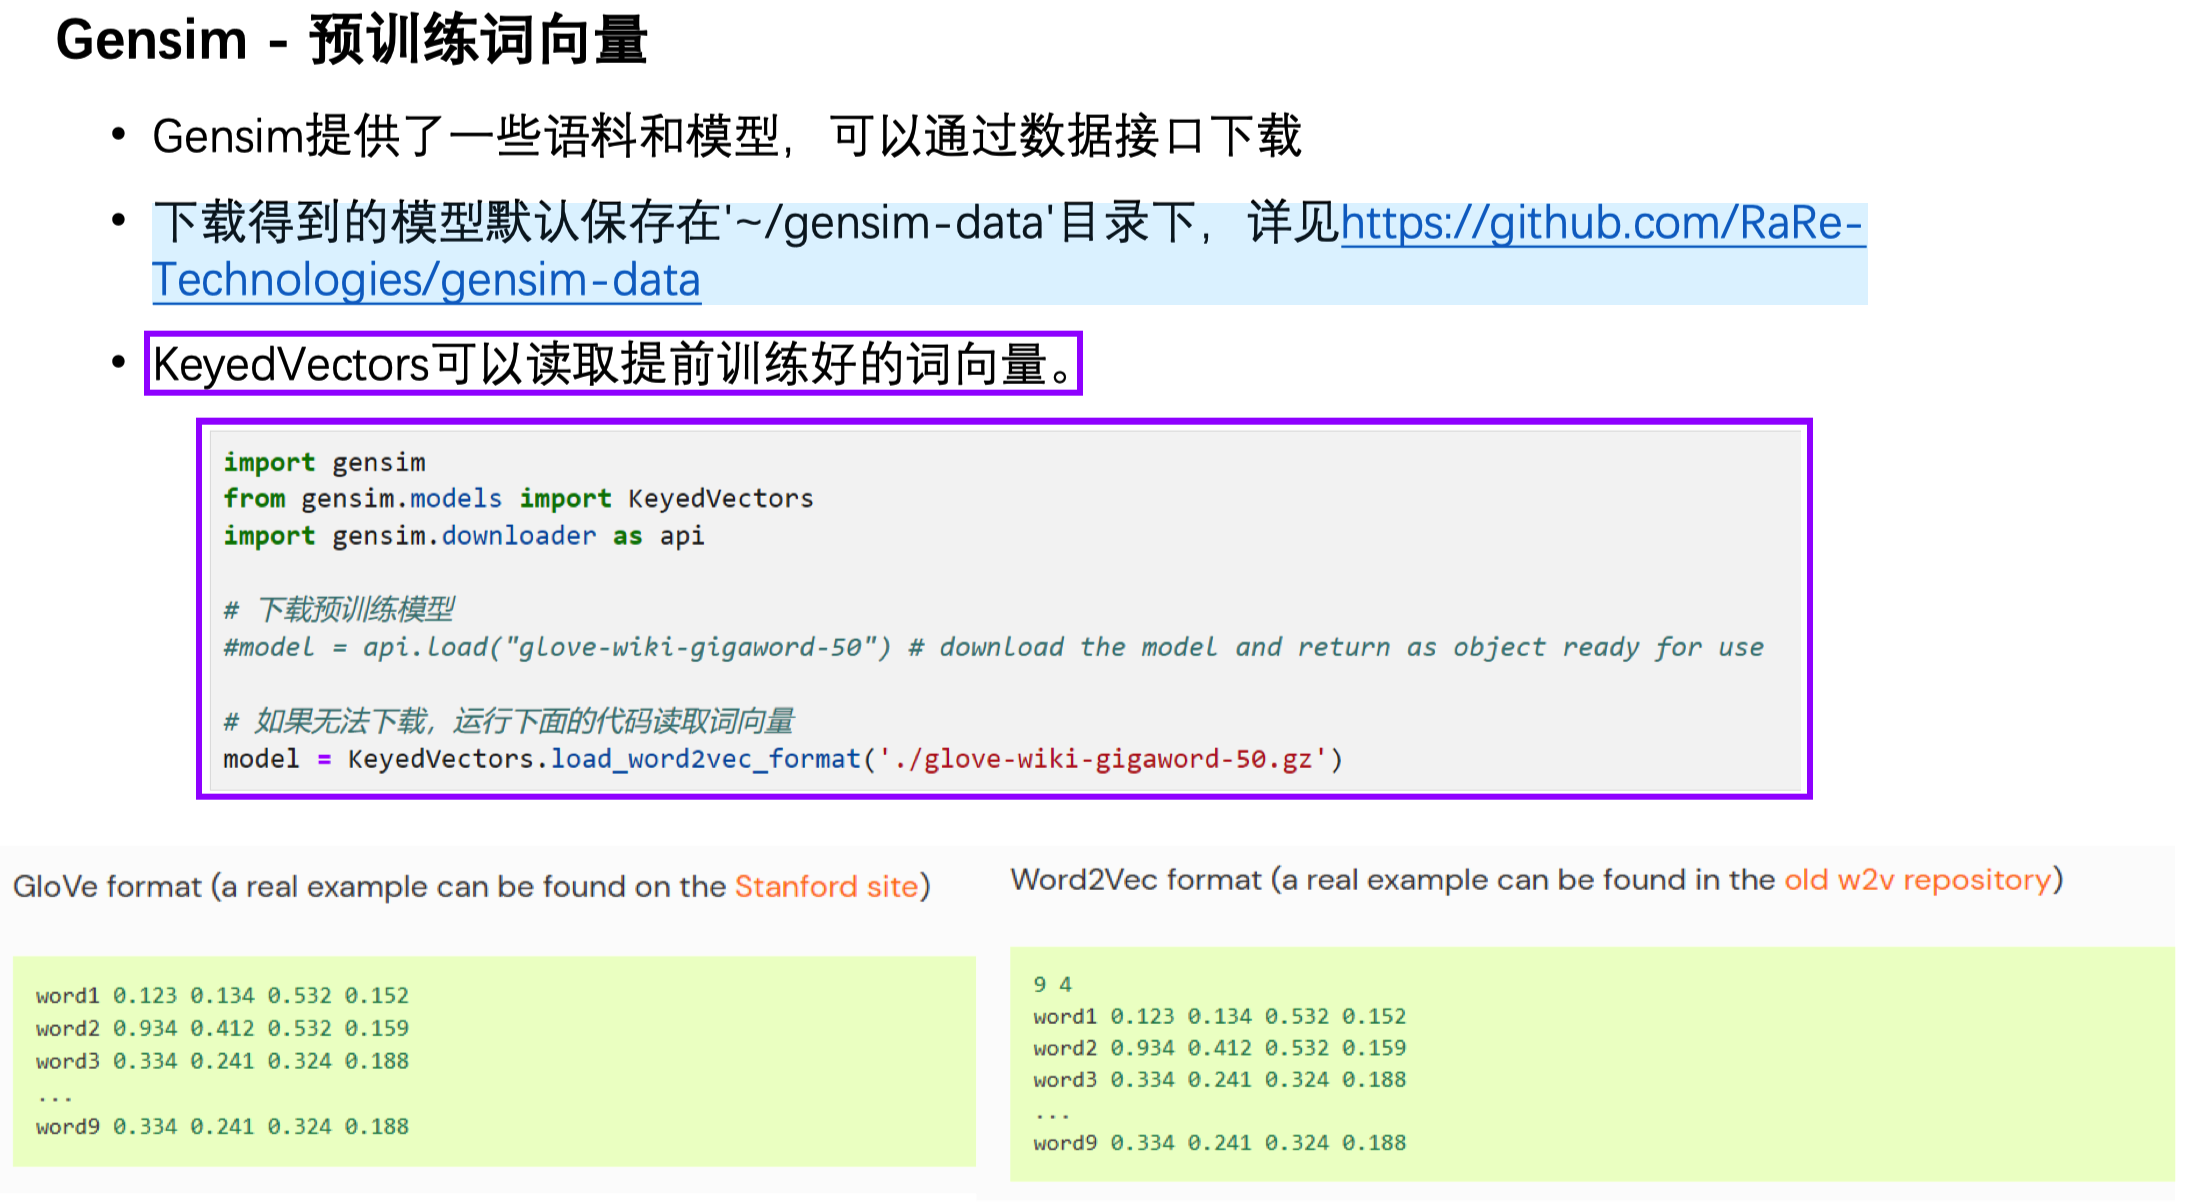 Gensim - 预训练词向量
• Gensim提供了一些语料和模型，可以通过数据接口下载
• 下载得到的模型默认保存在'~/gensim-data'目录下，详见https://github.com/RaRe-
Technologies/gensim-data
• KeyedVectors可以读取提前训练好的词向量。
import gensim
from gensim.models import KeyedVectors
import gensim.downloader as api
# 下载预训练模型
#model = api.load("glove-wiki-gigaword-50") # download the model and return as object ready for use
# 如果无法下载，运行下面的代码读取词向量
model = KeyedVectors.load_word2vec_format('./glove-wiki-gigaword-50.gz')
GloVe format (a real example can be found on the Stanford site)
word1 0.123 0.134 0.532 0.152
word2 0.934 0.412 0.532 0.159
word3 0.334 0.241 0.324 0.188
...
word9 0.334 0.241 0.324 0.188
Word2Vec format (a real example can be found in the old w2v repository)
9 4
word1 0.123 0.134 0.532 0.152
word2 0.934 0.412 0.532 0.159
word3 0.334 0.241 0.324 0.188
...
word9 0.334 0.241 0.324 0.188